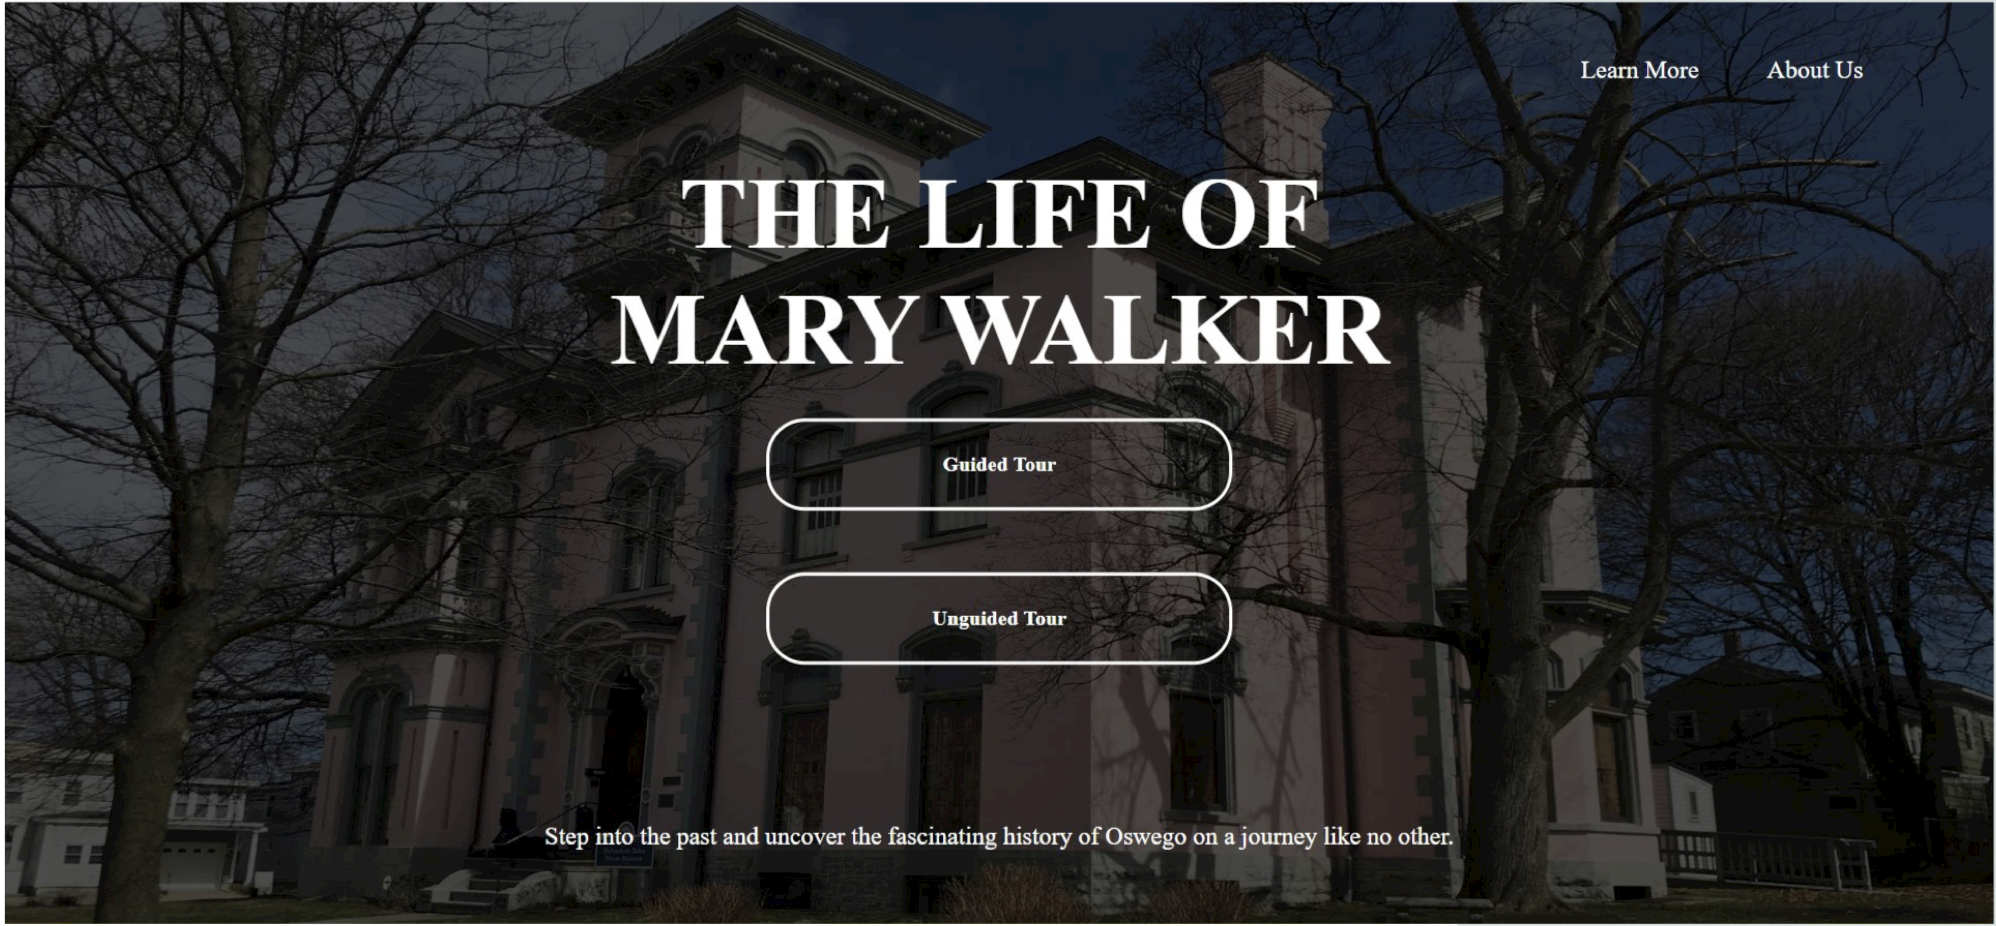 Learn More About Us
THE LIFE OF
MARY WALKER
Guided Tour
Unguided Tour
Step into the past and uncover the fascinating history of Oswego on a journey like no other.